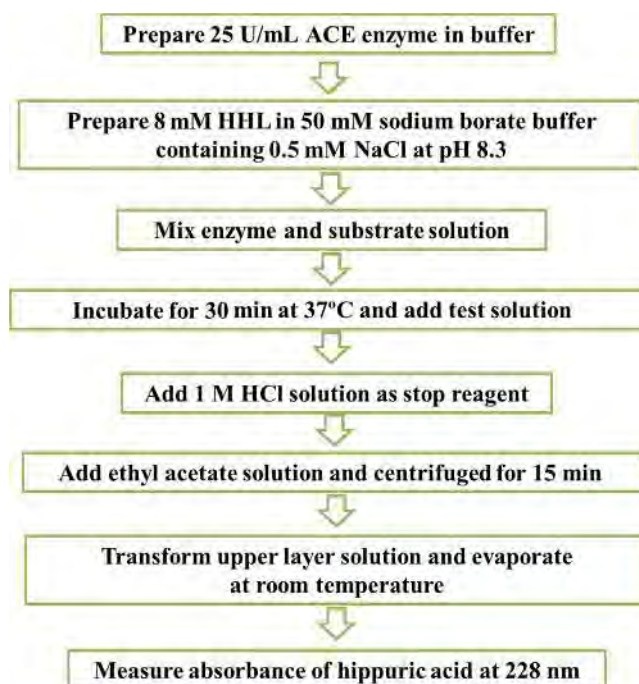 Prepare 25 U/mL ACE enzyme in buffer
Prepare 8 mM HHL in 50 mM sodium borate buffer
containing 0.5 mM NaCl at pH 8.3
Mix enzyme and substrate solution
Incubate for 30 min at 37ºC and add test solution
Add 1 M HCl solution as stop reagent
Add ethyl acetate solution and centrifuged for 15 min
Transform upper layer solution and evaporate
at room temperature
Measure absorbance of hippuric acid at 228 nm